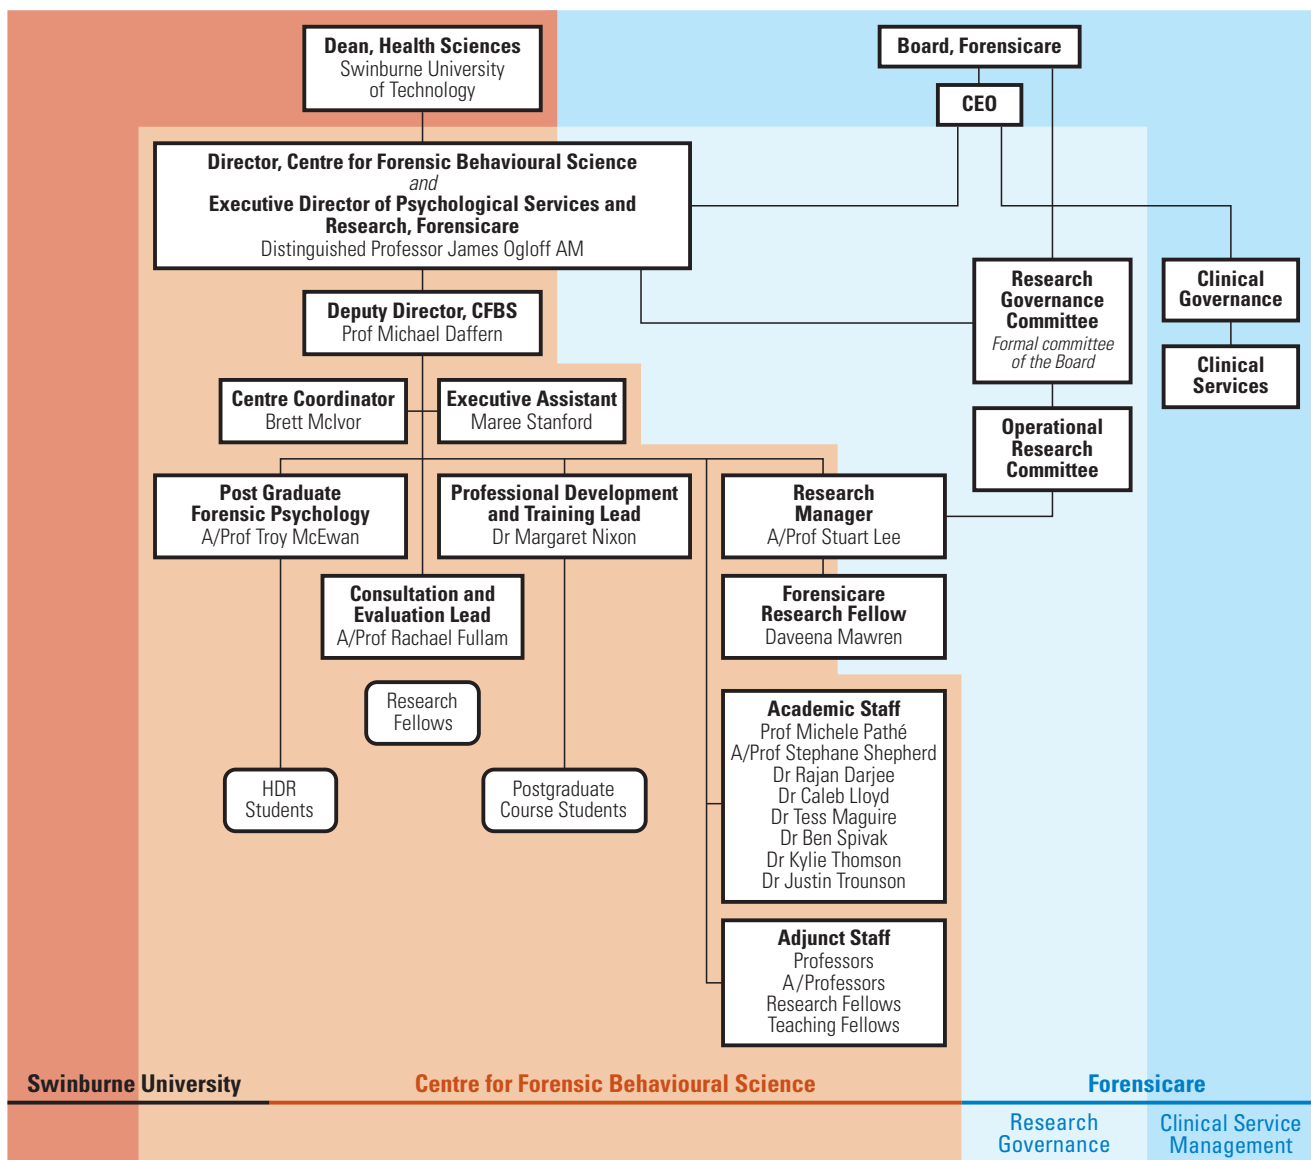 Dean, Health Sciences
Swinburne University
of Technology
Board, Forensicare
CEO
Director, Centre for Forensic Behavioural Science
and
Executive Director of Psychological Services and
Research, Forensicare
Distinguished Professor James Ogloff AM
Deputy Director, CFBS
Prof Michael Daffern
Research
Governance
Committee
Formal committee
of the Board
Clinical
Governance
Clinical
Services
Centre Coordinator
Brett McIvor
Executive Assistant
Maree Stanford
Operational
Research
Committee
Post Graduate
Forensic Psychology
A/Prof Troy McEwan
Professional Development
and Training Lead
Dr Margaret Nixon
Research
Manager
A/Prof Stuart Lee
Consultation and
Evaluation Lead
A/Prof Rachael Fullam
Forensicare
Research Fellow
Daveena Mawren
Research
Fellows
HDR
Students
Postgraduate
Course Students
Academic Staff
Prof Michele Pathé
A/Prof Stephane Shepherd
Dr Rajan Darjee
Dr Caleb Lloyd
Dr Tess Maguire
Dr Ben Spivak
Dr Kylie Thomson
Dr Justin Trounson
Adjunct Staff
Professors
A/Professors
Research Fellows
Teaching Fellows
Swinburne University
Centre for Forensic Behavioural Science
Forensicare
Research
Governance
Clinical Service
Management